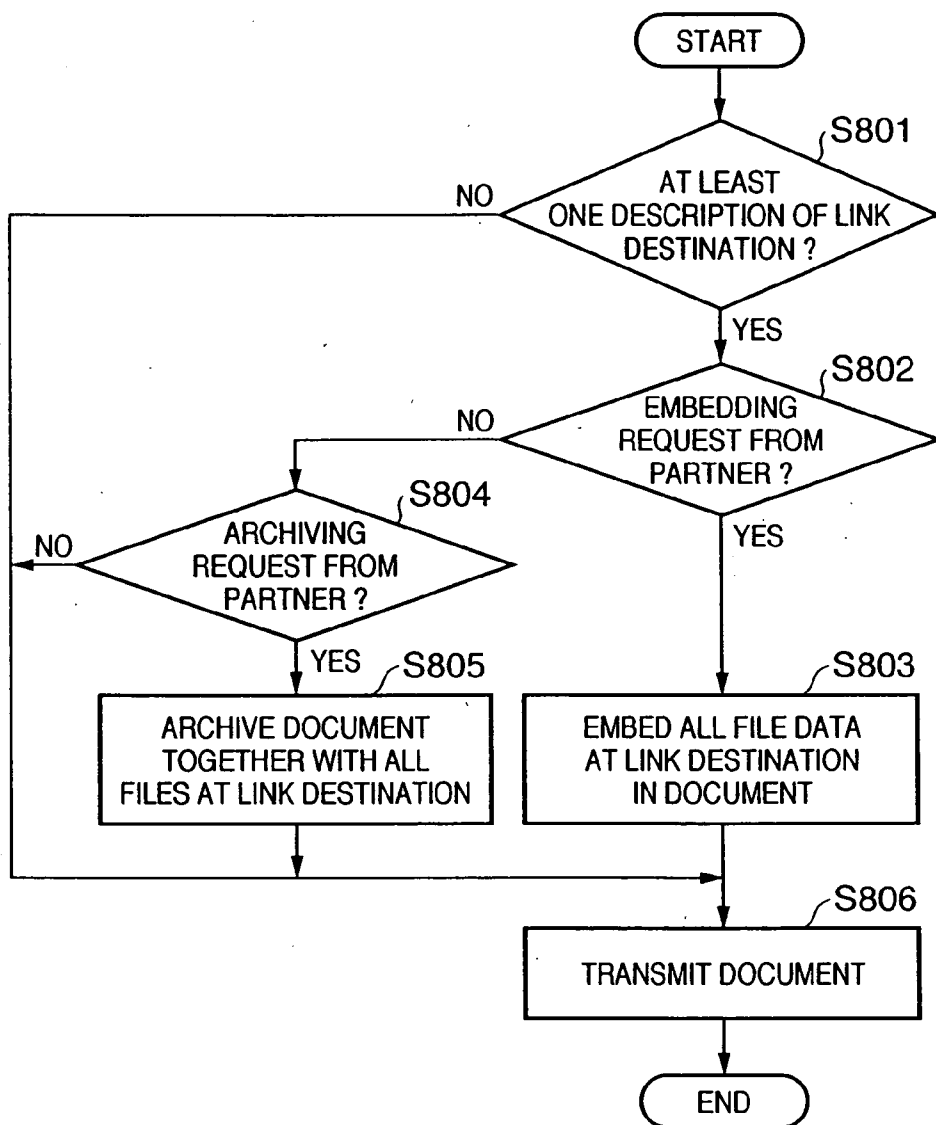 START
S801
NO
AT LEAST
ONE DESCRIPTION OF LINK
DESTINATION ?
YES
S802
NO
EMBEDDING
REQUEST FROM
PARTNER ?
S804
YES
NO
ARCHIVING
REQUEST FROM
PARTNER ?
YES
S805
S803
ARCHIVE DOCUMENT
TOGETHER WITH ALL
FILES AT LINK DESTINATION
EMBED ALL FILE DATA
AT LINK DESTINATION
IN DOCUMENT
S806
TRANSMIT DOCUMENT
END